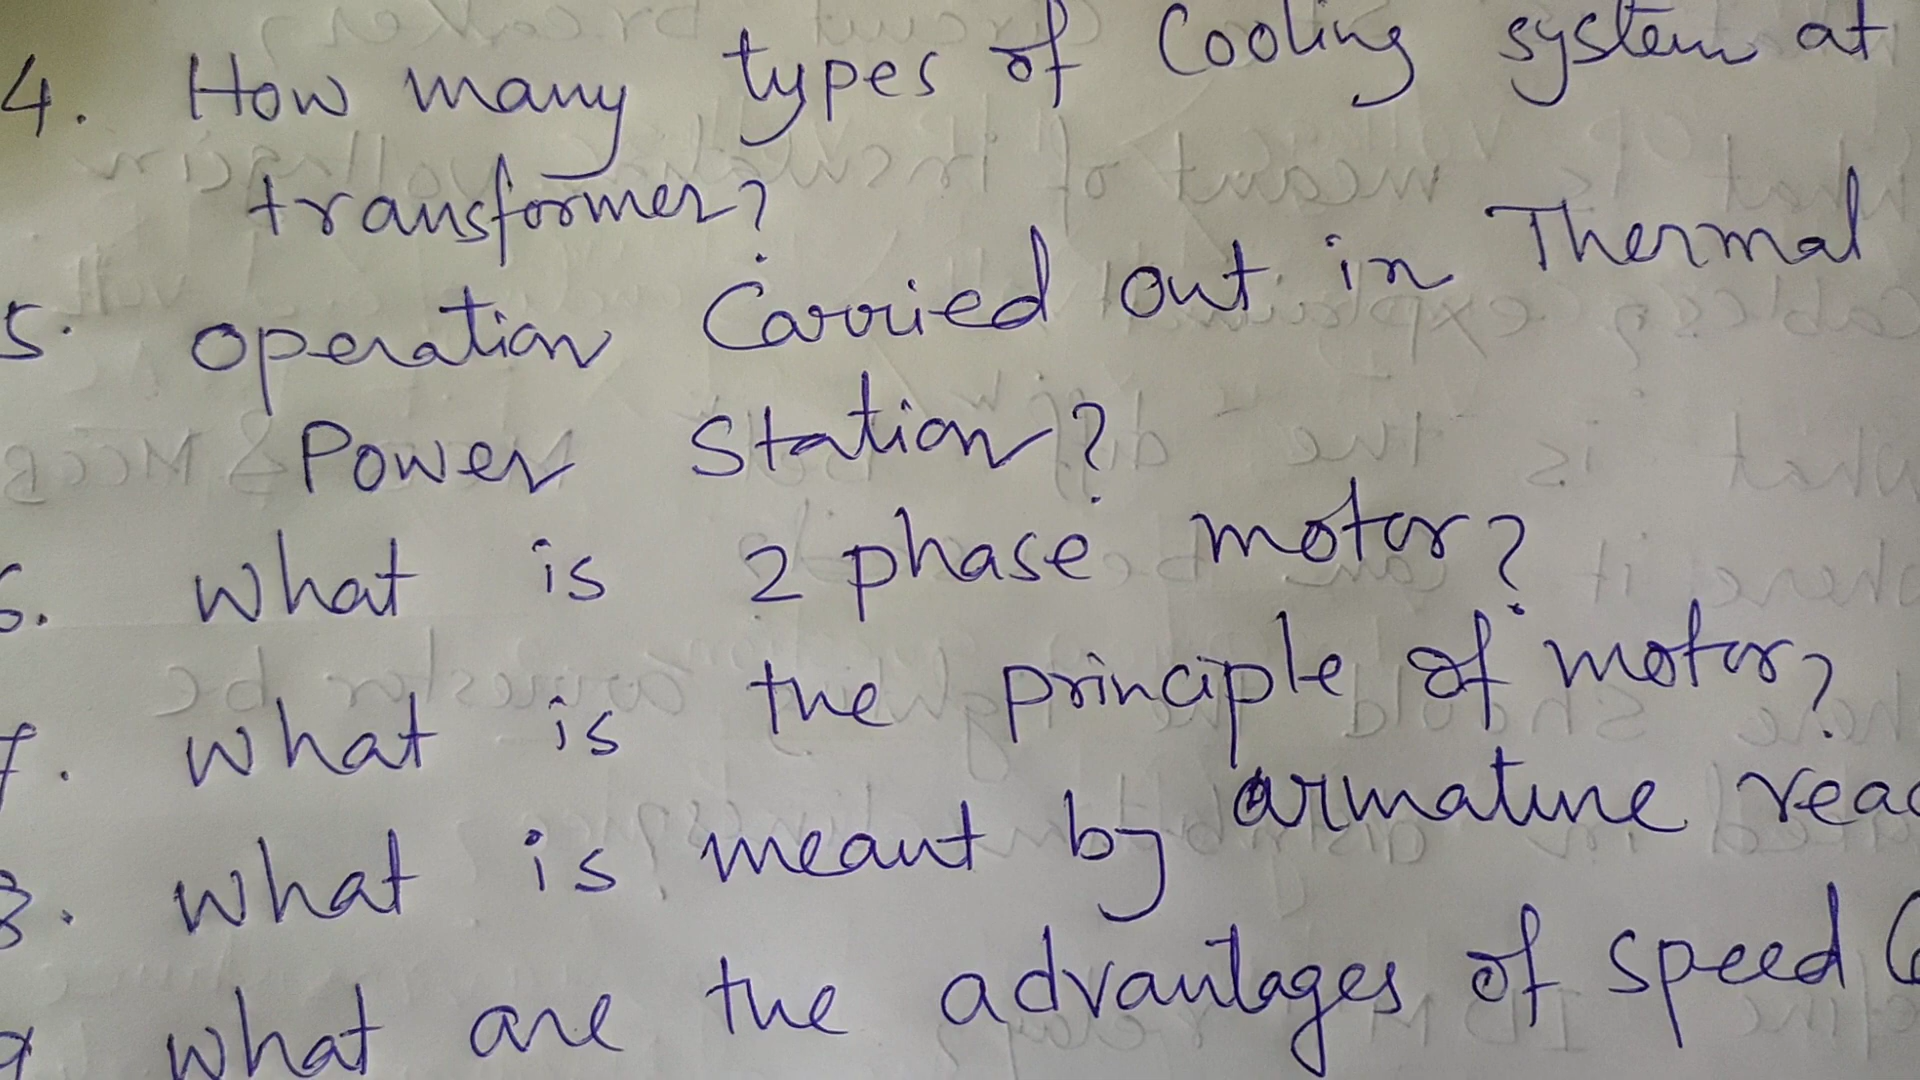 4. How many types of Cooling system at
transformer?
5. operation Carried out in Thermal
Power Station?
6. what is 2 phase motor?
7. what is the principle of motor?
8. what is meant by armature reac
9 what are the advantages of speed